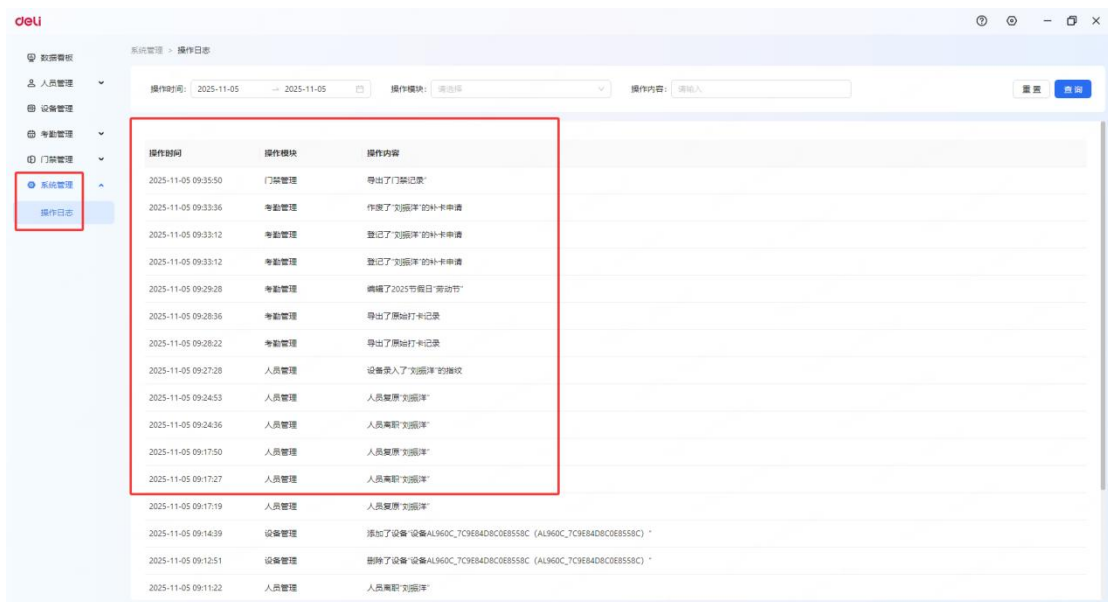 deli
数据看板
系统管理 > 操作日志
人员管理
操作时间: 2025-11-05 → 2025-11-05 操作模块: 请选择 操作内容: 请输入 重置 查询
设备管理
考勤管理
门禁管理
系统管理
操作日志
操作时间 操作模块 操作内容
2025-11-05 09:35:50 门禁管理 导出了门禁记录"
2025-11-05 09:33:36 考勤管理 作废了"刘振洋"的补卡申请
2025-11-05 09:33:12 考勤管理 登记了"刘振洋"的补卡申请
2025-11-05 09:33:12 考勤管理 登记了"刘振洋"的补卡申请
2025-11-05 09:29:28 考勤管理 编辑了2025节假日"劳动节"
2025-11-05 09:28:36 考勤管理 导出了原始打卡记录
2025-11-05 09:28:22 考勤管理 导出了原始打卡记录
2025-11-05 09:27:28 人员管理 设备录入了"刘振洋"的指纹
2025-11-05 09:24:53 人员管理 人员复原"刘振洋"
2025-11-05 09:24:36 人员管理 人员离职"刘振洋"
2025-11-05 09:17:50 人员管理 人员复原"刘振洋"
2025-11-05 09:17:27 人员管理 人员离职"刘振洋"
2025-11-05 09:17:19 人员管理 人员复原"刘振洋"
2025-11-05 09:14:39 设备管理 添加了设备"设备AL960C_7C9E84D8C0E8558C (AL960C_7C9E84D8C0E8558C) "
2025-11-05 09:12:51 设备管理 删除了设备"设备AL960C_7C9E84D8C0E8558C (AL960C_7C9E84D8C0E8558C) "
2025-11-05 09:11:22 人员管理 人员离职"刘振洋"